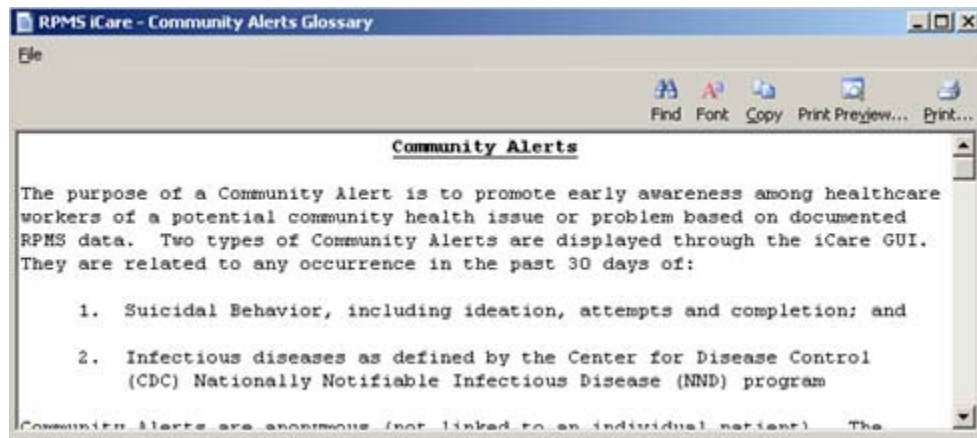 RPMS iCare - Community Alerts Glossary
File
Find Font Copy Print Preview... Print...
Community Alerts
The purpose of a Community Alert is to promote early awareness among healthcare
workers of a potential community health issue or problem based on documented
RPMS data. Two types of Community Alerts are displayed through the iCare GUI.
They are related to any occurrence in the past 30 days of:
1. Suicidal Behavior, including ideation, attempts and completion; and
2. Infectious diseases as defined by the Center for Disease Control
(CDC) Nationally Notifiable Infectious Disease (NND) program
Community Alerts are anonymous (not linked to an individual patient). The